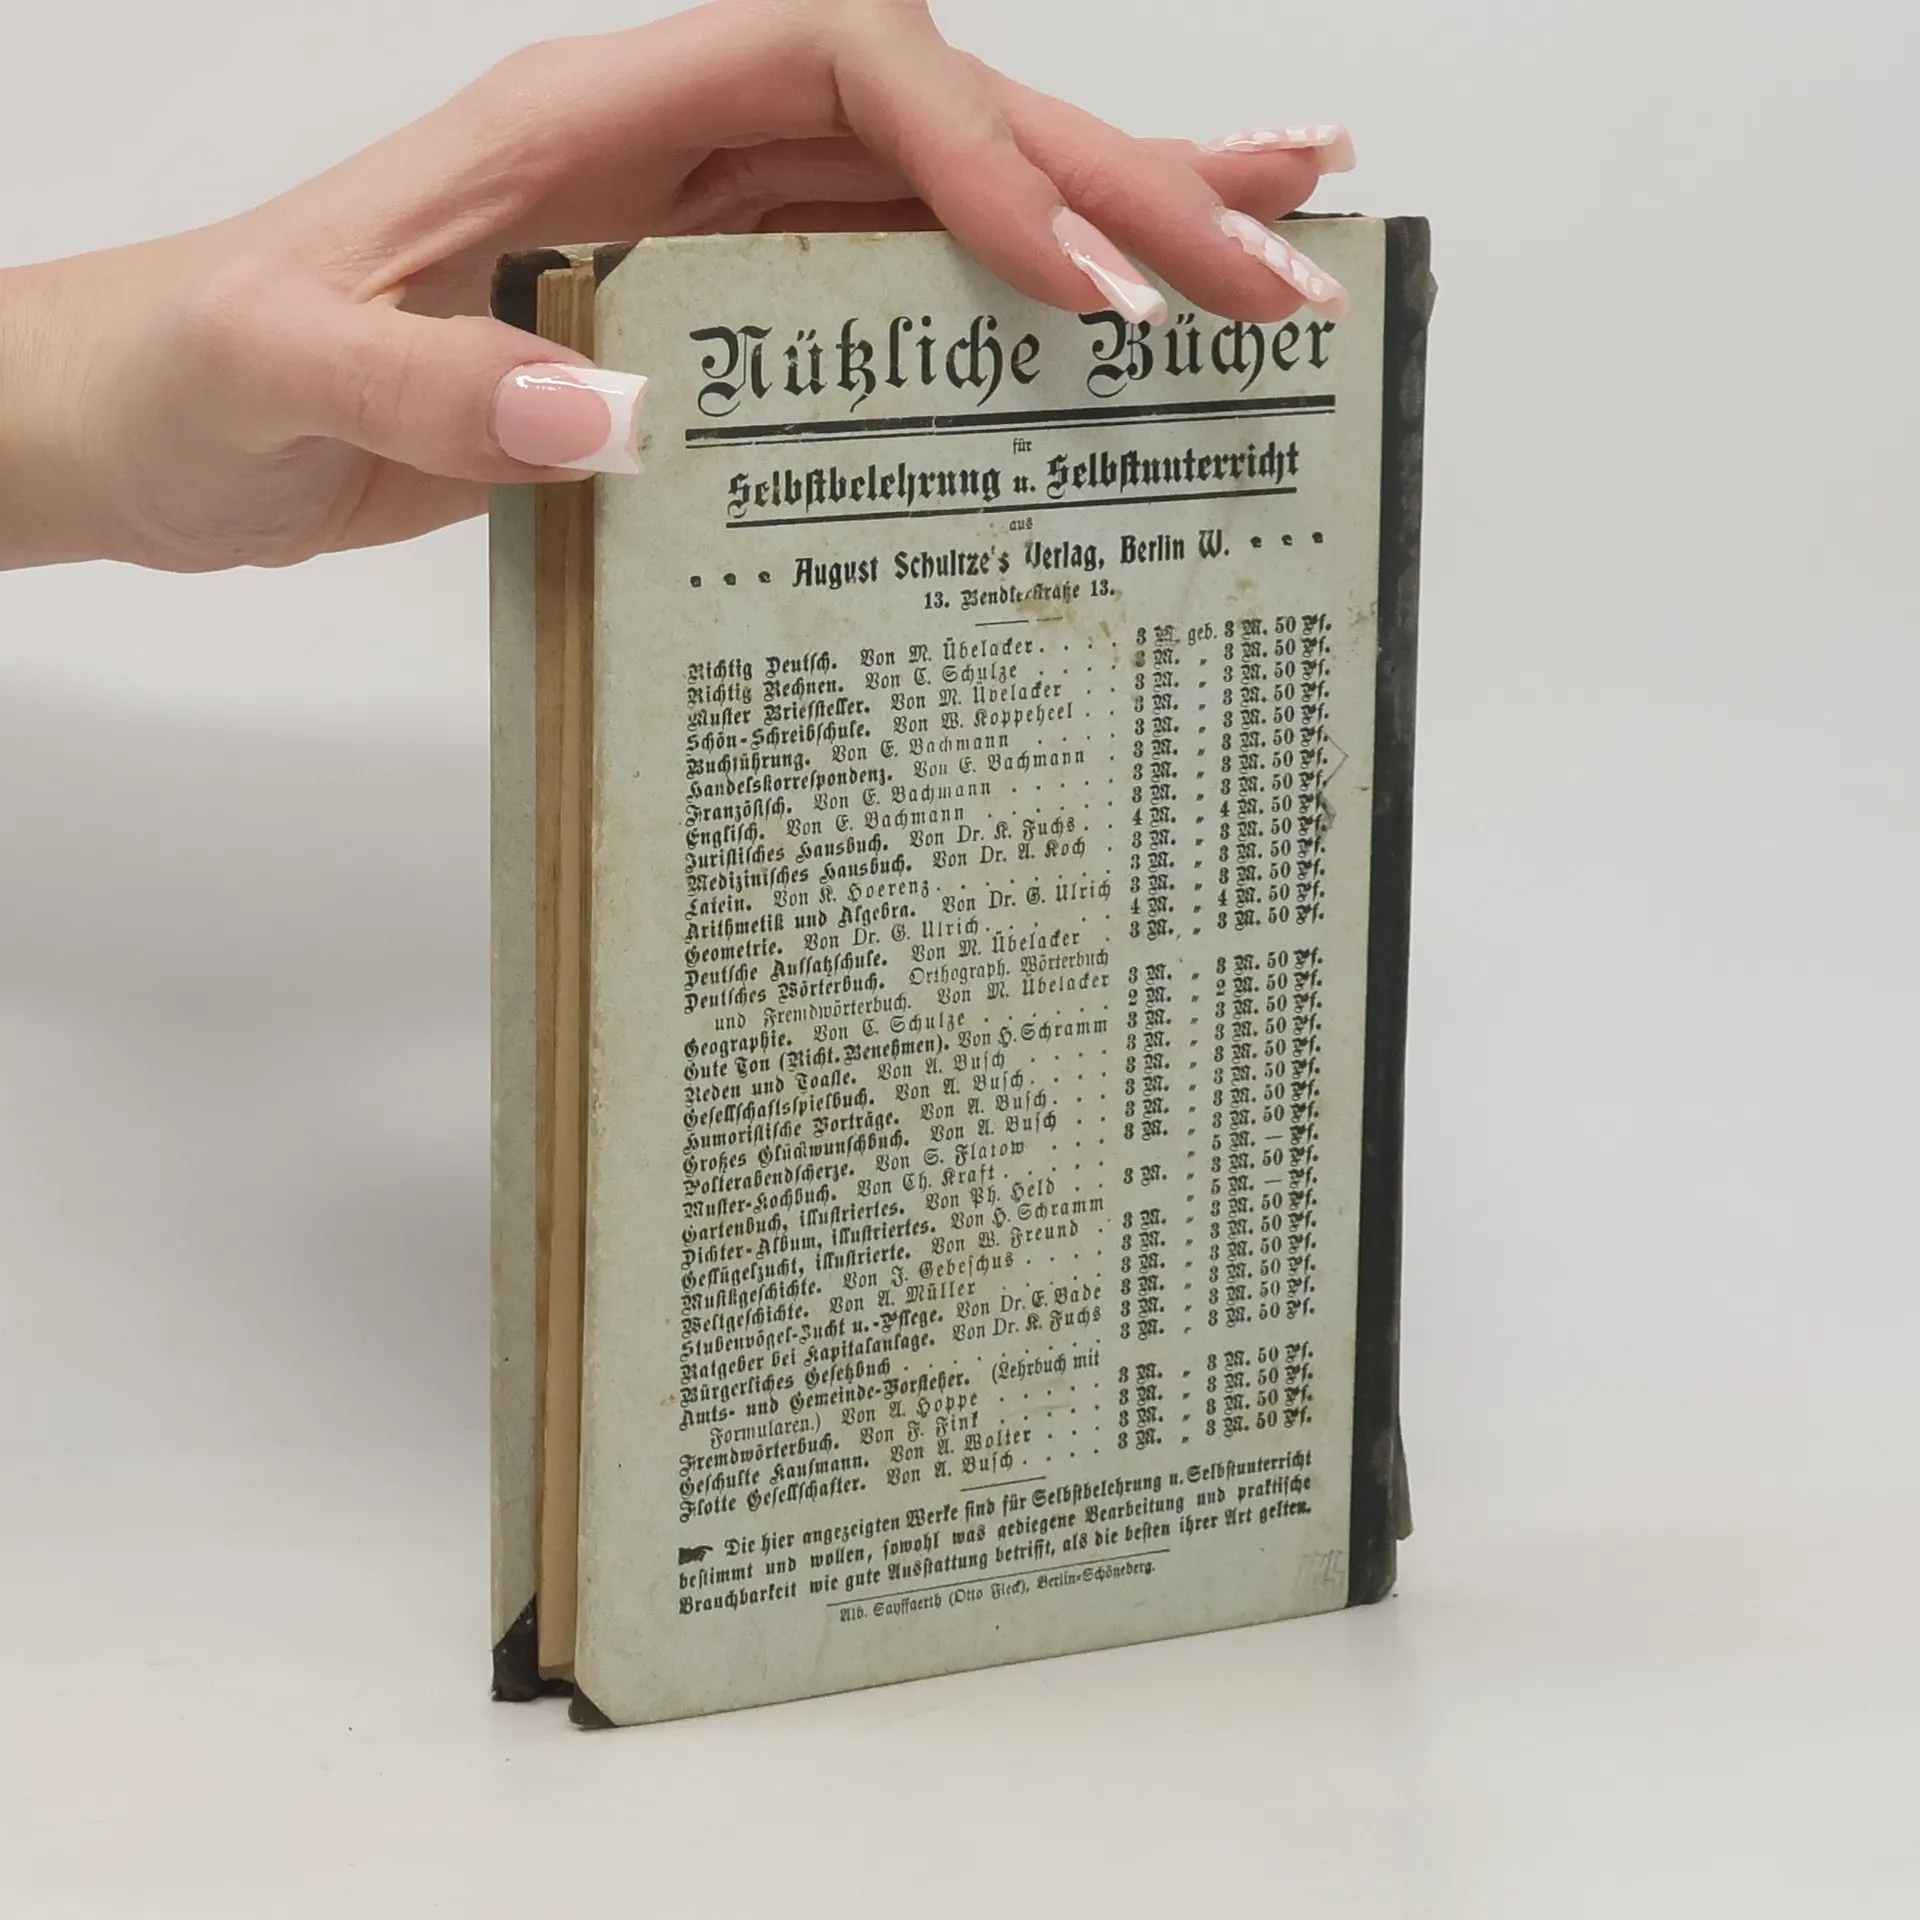 Nützliche Bücher
für
Selbstbelehrung u. Selbstunterricht
aus
August Schultze's Verlag, Berlin W.
13. Bendlerstraße 13.
Richtig Deutsch. Von M. Übelacker. . . . 3 M. geb. 3 M. 50 Pf.
Richtig Rechnen. Von C. Schulze . . . . 3 M. „ 3 M. 50 Pf.
Muster Briefsteller. Von M. Übelacker . . 3 M. „ 3 M. 50 Pf.
Schön-Schreibschule. Von W. Koppeheel . . 3 M. „ 3 M. 50 Pf.
Buchführung. Von E. Bachmann . . . . 3 M. „ 3 M. 50 Pf.
Handelskorrespondenz. Von E. Bachmann . 3 M. „ 3 M. 50 Pf.
Französisch. Von E. Bachmann . . . . . 3 M. „ 3 M. 50 Pf.
Englisch. Von E. Bachmann . . . . . . 3 M. „ 3 M. 50 Pf.
Juristisches Hausbuch. Von Dr. K. Fuchs . . 4 M. „ 4 M. 50 Pf.
Medizinisches Hausbuch. Von Dr. A. Koch . 3 M. „ 3 M. 50 Pf.
Latein. Von K. Hoerenz . . . . . . . 3 M. „ 3 M. 50 Pf.
Arithmetik und Algebra. Von Dr. G. Ulrich 3 M. „ 3 M. 50 Pf.
Geometrie. Von Dr. G. Ulrich . . . . . 4 M. „ 4 M. 50 Pf.
Deutsche Aufsatzschule. Von M. Übelacker . 3 M. „ 3 M. 50 Pf.
Deutsches Wörterbuch. Orthograph. Wörterbuch
und Fremdwörterbuch. Von M. Übelacker 3 M. „ 3 M. 50 Pf.
Geographie. Von C. Schulze . . . . . . 2 M. „ 2 M. 50 Pf.
Gute Ton (Richt. Benehmen). Von H. Schramm 3 M. „ 3 M. 50 Pf.
Reden und Toaste. Von A. Busch . . . . 3 M. „ 3 M. 50 Pf.
Gesellschaftsspielbuch. Von A. Busch . . . . 3 M. „ 3 M. 50 Pf.
Humoristische Vorträge. Von A. Busch . . . 3 M. „ 3 M. 50 Pf.
Großes Glückwunschbuch. Von A. Busch . . 3 M. „ 3 M. 50 Pf.
Polterabendscherze. Von S. Flatow . . . 3 M. „ 3 M. 50 Pf.
Muster-Kochbuch. Von Ch. Kraft . . . . . „ 5 M. — Pf.
Gartenbuch, illustriertes. Von Ph. Held . . 3 M. „ 3 M. 50 Pf.
Dichter-Album, illustriertes. Von H. Schramm „ 5 M. — Pf.
Geflügelzucht, illustrierte. Von W. Freund . 3 M. „ 3 M. 50 Pf.
Musikgeschichte. Von J. Gebeschus . . . . 3 M. „ 3 M. 50 Pf.
Weltgeschichte. Von A. Müller . . . . . 3 M. „ 3 M. 50 Pf.
Stubenvögel-Zucht u.-Pflege. Von Dr. E. Bade 3 M. „ 3 M. 50 Pf.
Ratgeber bei Kapitalanlage. Von Dr. K. Fuchs 3 M. „ 3 M. 50 Pf.
Bürgerliches Gesetzbuch . . . . . . . . 3 M. „ 3 M. 50 Pf.
Amts- und Gemeinde-Vorsteher. (Lehrbuch mit
Formularen.) Von A. Hoppe . . . . . 3 M. „ 3 M. 50 Pf.
Fremdwörterbuch. Von F. Fink . . . . . 3 M. „ 3 M. 50 Pf.
Geschulte Kaufmann. Von A. Wolter . . . 3 M. „ 3 M. 50 Pf.
Flotte Gesellschafter. Von A. Busch . . . . 3 M. „ 3 M. 50 Pf.
Die hier angezeigten Werke sind für Selbstbelehrung u. Selbstunterricht
bestimmt und wollen, sowohl was gediegene Bearbeitung und praktische
Brauchbarkeit wie gute Ausstattung betrifft, als die besten ihrer Art gelten.
Alb. Sayffaerth (Otto Fleck), Berlin-Schöneberg.